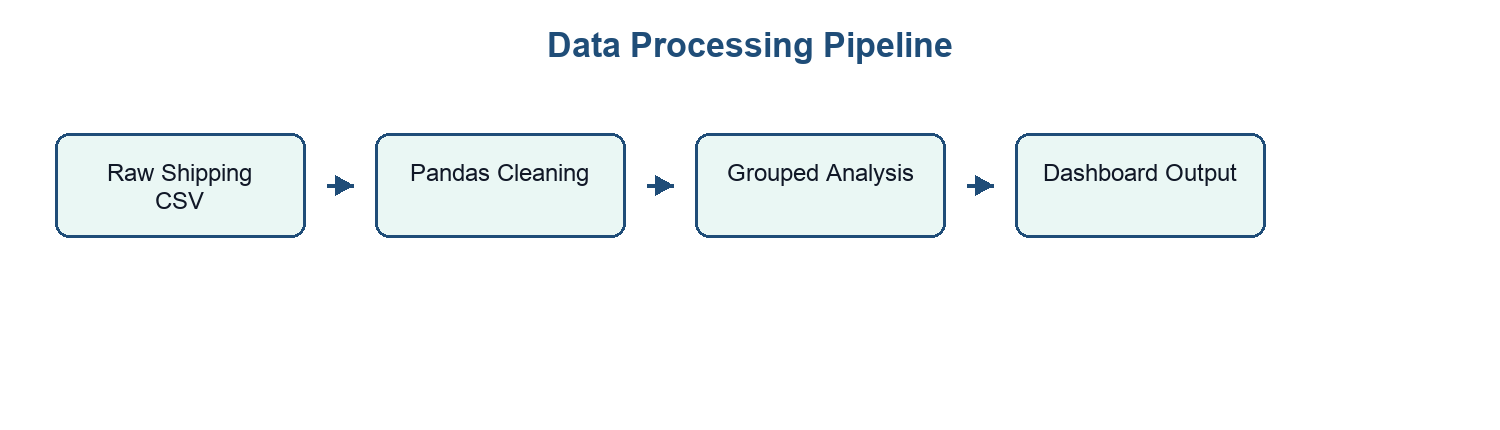 Data Processing Pipeline
Raw Shipping
CSV
Pandas Cleaning
Grouped Analysis
Dashboard Output